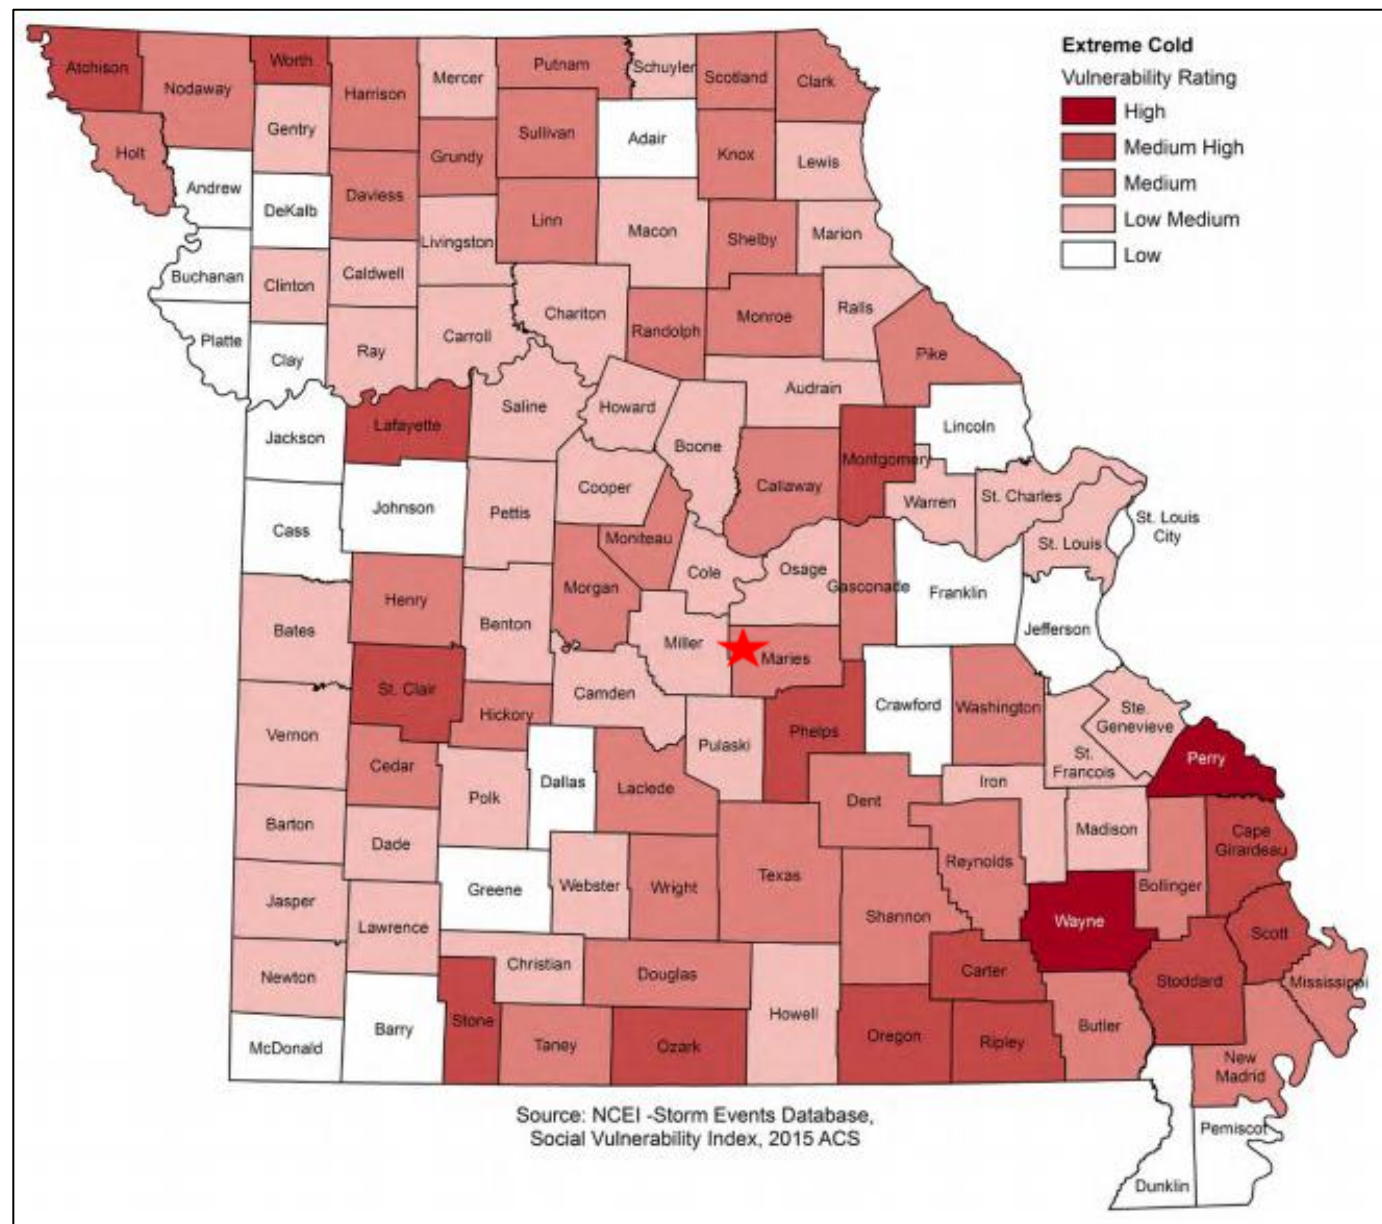 Extreme Cold
Vulnerability Rating
High
Medium High
Medium
Low Medium
Low
Atchison
Nodaway
Worth
Harrison
Mercer
Putnam
Schuyler
Scotland
Clark
Gentry
Holt
Andrew
DeKalb
Daviess
Grundy
Sullivan
Adair
Knox
Lewis
Buchanan
Clinton
Caldwell
Livingston
Linn
Macon
Shelby
Marion
Platte
Clay
Ray
Carroll
Chariton
Randolph
Monroe
Ralls
Pike
Jackson
Lafayette
Saline
Howard
Boone
Audrain
Callaway
Montgomery
Lincoln
Cass
Johnson
Pettis
Cooper
Moniteau
Cole
Osage
Gasconade
Warren
St. Charles
St. Louis
St. Louis
City
Bates
Henry
Benton
Morgan
Miller
Maries
Franklin
Jefferson
Vernon
St. Clair
Hickory
Camden
Pulaski
Phelps
Crawford
Washington
St.
Francois
Ste.
Genevieve
Perry
Barton
Cedar
Polk
Dallas
Laclede
Dent
Iron
Madison
Cape
Girardeau
Jasper
Dade
Greene
Webster
Wright
Texas
Shannon
Reynolds
Wayne
Bollinger
Scott
Newton
Lawrence
Christian
Douglas
Howell
Carter
Stoddard
Mississippi
McDonald
Barry
Stone
Taney
Ozark
Oregon
Ripley
Butler
New
Madrid
Pemiscot
Dunklin
Source: NCEI -Storm Events Database,
Social Vulnerability Index, 2015 ACS